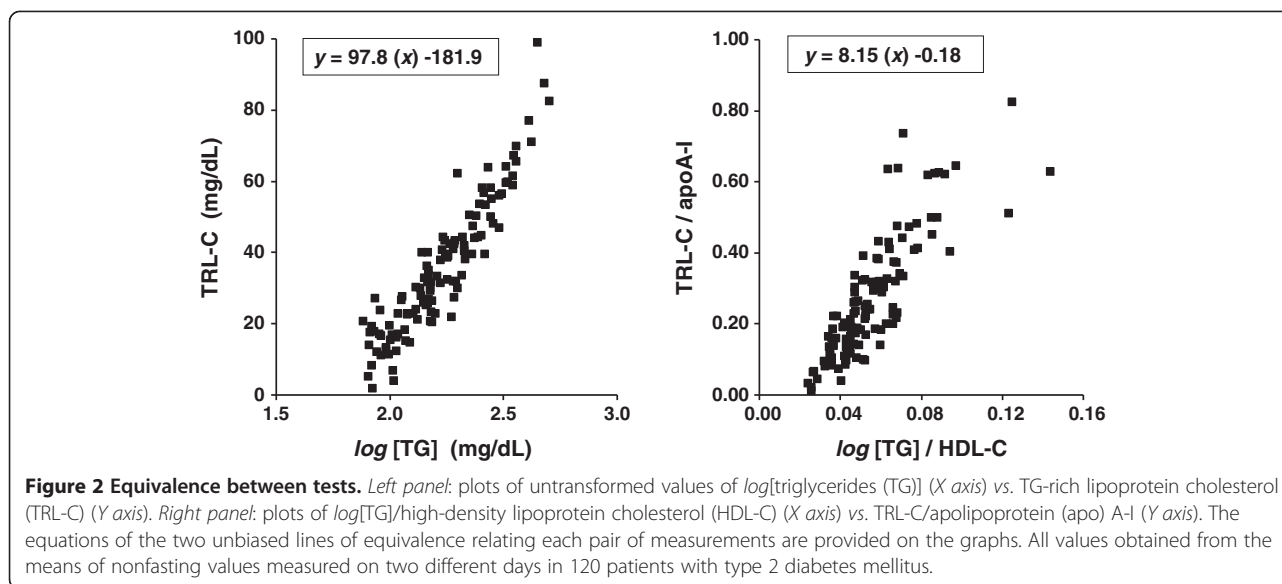 y = 97.8 (x) -181.9
TRL-C (mg/dL)
100
80
60
40
20
0
1.5
2.0
2.5
3.0
log [TG] (mg/dL)
y = 8.15 (x) -0.18
TRL-C / apoA-I
1.00
0.80
0.60
0.40
0.20
0.00
0.00
0.04
0.08
0.12
0.16
log [TG] / HDL-C
Figure 2 Equivalence between tests. Left panel: plots of untransformed values of log[triglycerides (TG)] (X axis) vs. TG-rich lipoprotein cholesterol
(TRL-C) (Y axis). Right panel: plots of log[TG]/high-density lipoprotein cholesterol (HDL-C) (X axis) vs. TRL-C/apolipoprotein (apo) A-I (Y axis). The
equations of the two unbiased lines of equivalence relating each pair of measurements are provided on the graphs. All values obtained from the
means of nonfasting values measured on two different days in 120 patients with type 2 diabetes mellitus.